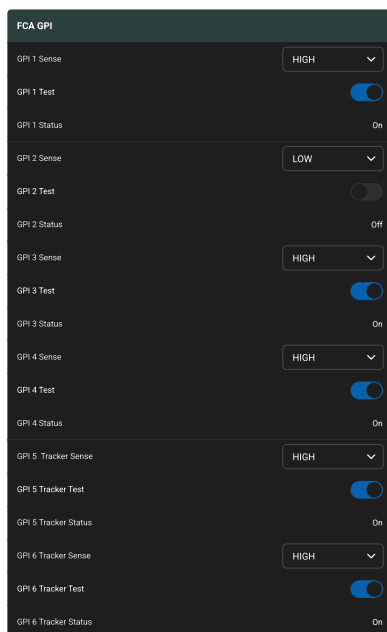 FCA GPI
GPI 1 Sense HIGH
GPI 1 Test
GPI 1 Status On
GPI 2 Sense LOW
GPI 2 Test
GPI 2 Status Off
GPI 3 Sense HIGH
GPI 3 Test
GPI 3 Status On
GPI 4 Sense HIGH
GPI 4 Test
GPI 4 Status On
GPI 5 Tracker Sense HIGH
GPI 5 Tracker Test
GPI 5 Tracker Status On
GPI 6 Tracker Sense HIGH
GPI 6 Tracker Test
GPI 6 Tracker Status On